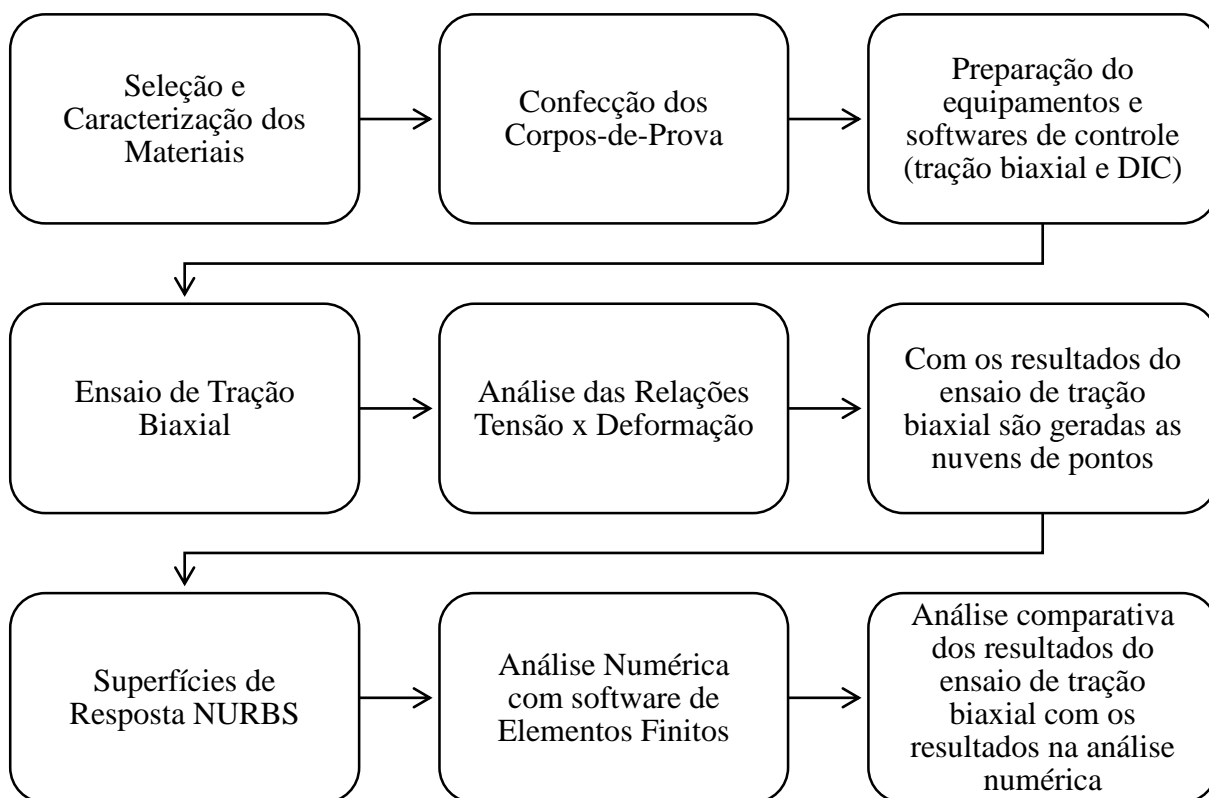 Seleção e
Caracterização dos
Materiais
Confecção dos
Corpos-de-Prova
Preparação do
equipamentos e
softwares de controle
(tração biaxial e DIC)
Ensaio de Tração
Biaxial
Análise das Relações
Tensão x Deformação
Com os resultados do
ensaio de tração
biaxial são geradas as
nuvens de pontos
Superfícies de
Resposta NURBS
Análise Numérica
com software de
Elementos Finitos
Análise comparativa
dos resultados do
ensaio de tração
biaxial com os
resultados na análise
numérica